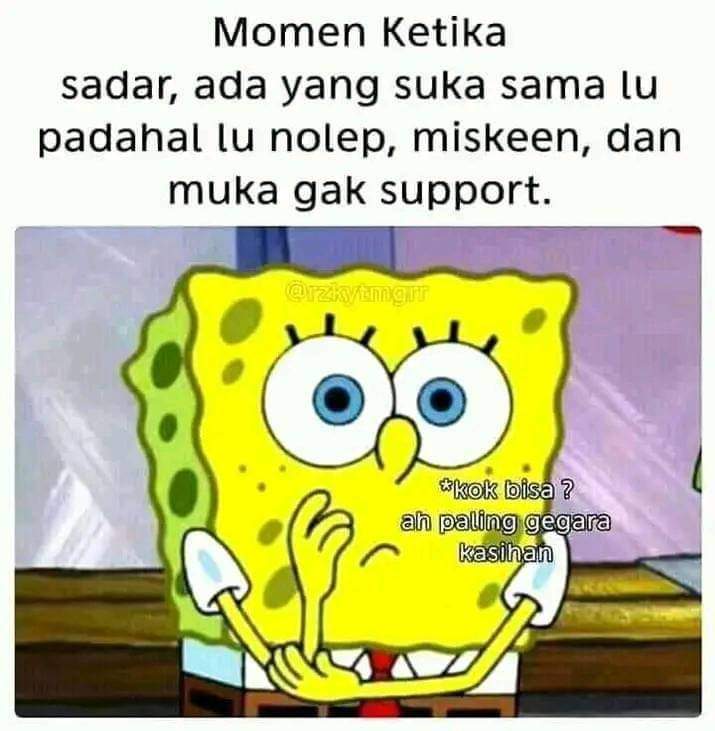 Momen Ketika
sadar, ada yang suka sama lu
padahal lu nolep, miskeen, dan
muka gak support.
@rzkytmgrr
*kok bisa ?
ah paling gegara
kasihan